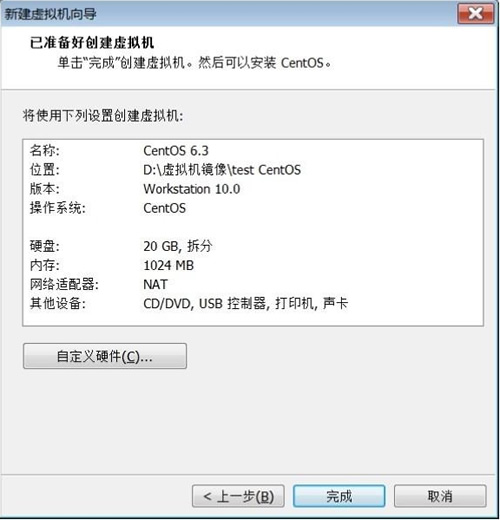 新建虚拟机向导
已准备好创建虚拟机
单击“完成”创建虚拟机。然后可以安装 CentOS。
将使用下列设置创建虚拟机:
名称: CentOS 6.3
位置: D:\虚拟机镜像\test CentOS
版本: Workstation 10.0
操作系统: CentOS
硬盘: 20 GB, 拆分
内存: 1024 MB
网络适配器: NAT
其他设备: CD/DVD, USB 控制器, 打印机, 声卡
自定义硬件(C)...
< 上一步(B) 完成 取消